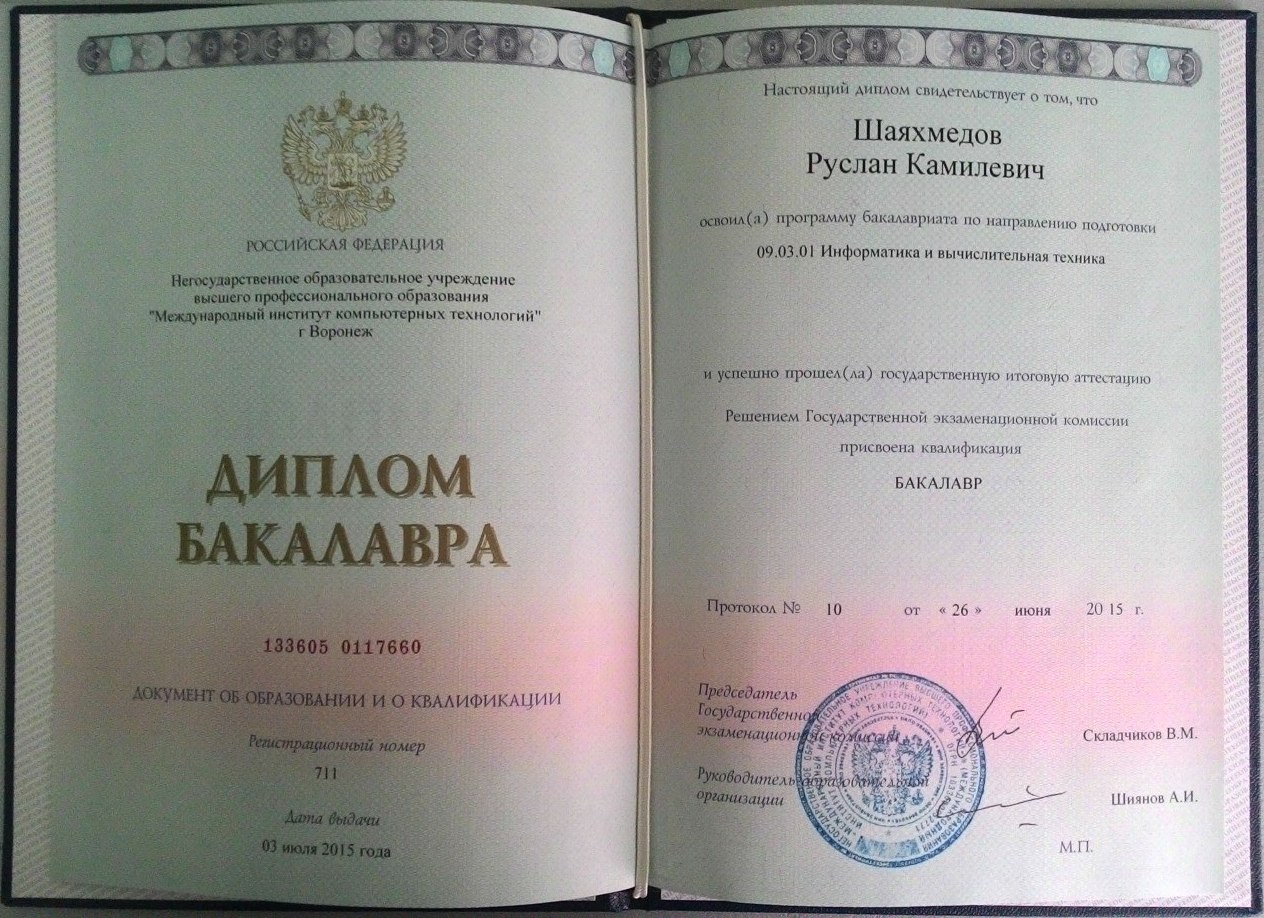 РОССИЙСКАЯ ФЕДЕРАЦИЯ
Негосударственное образовательное учреждение
высшего профессионального образования
"Международный институт компьютерных технологий"
г Воронеж
ДИПЛОМ
БАКАЛАВРА
133605 0117660
ДОКУМЕНТ ОБ ОБРАЗОВАНИИ И О КВАЛИФИКАЦИИ
Регистрационный номер
711
Дата выдачи
03 июля 2015 года
Настоящий диплом свидетельствует о том, что
Шаяхмедов
Руслан Камилевич
освоил(а) программу бакалавриата по направлению подготовки
09.03.01 Информатика и вычислительная техника
и успешно прошел(ла) государственную итоговую аттестацию
Решением Государственной экзаменационной комиссии
присвоена квалификация
БАКАЛАВР
Протокол № 10 от « 26 » июня 20 15 г.
Председатель
Государственной
экзаменационной комиссии
Складчиков В.М.
Руководитель образовательной
организации
Шиянов А.И.
М.П.